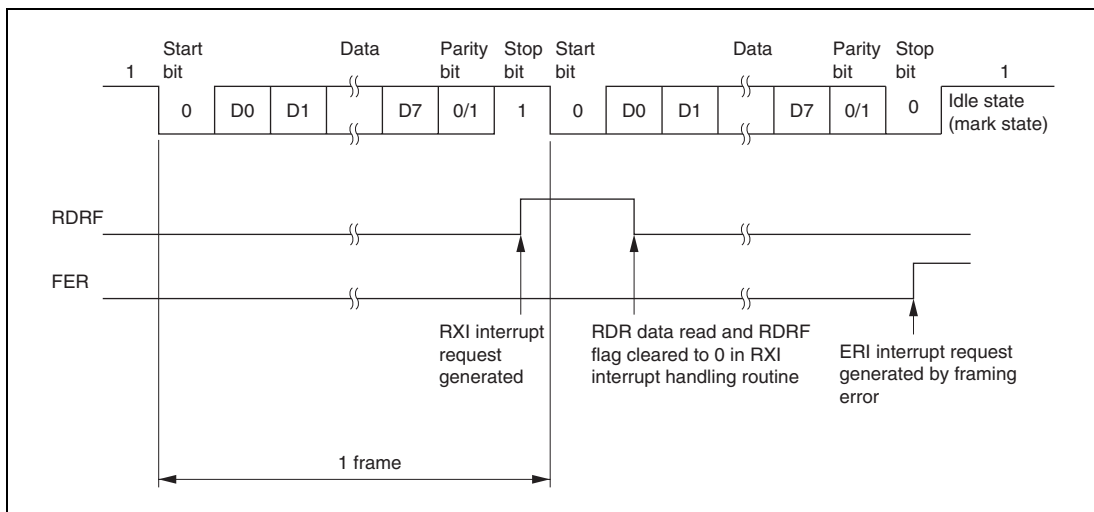 Start bit
Data
Parity bit
Stop bit
Start bit
Data
Parity bit
Stop bit
1
1
0
D0
D1
D7
0/1
1
0
D0
D1
D7
0/1
0
Idle state
(mark state)
RDRF
FER
RXI interrupt
request
generated
RDR data read and RDRF
flag cleared to 0 in RXI
interrupt handling routine
ERI interrupt request
generated by framing
error
1 frame